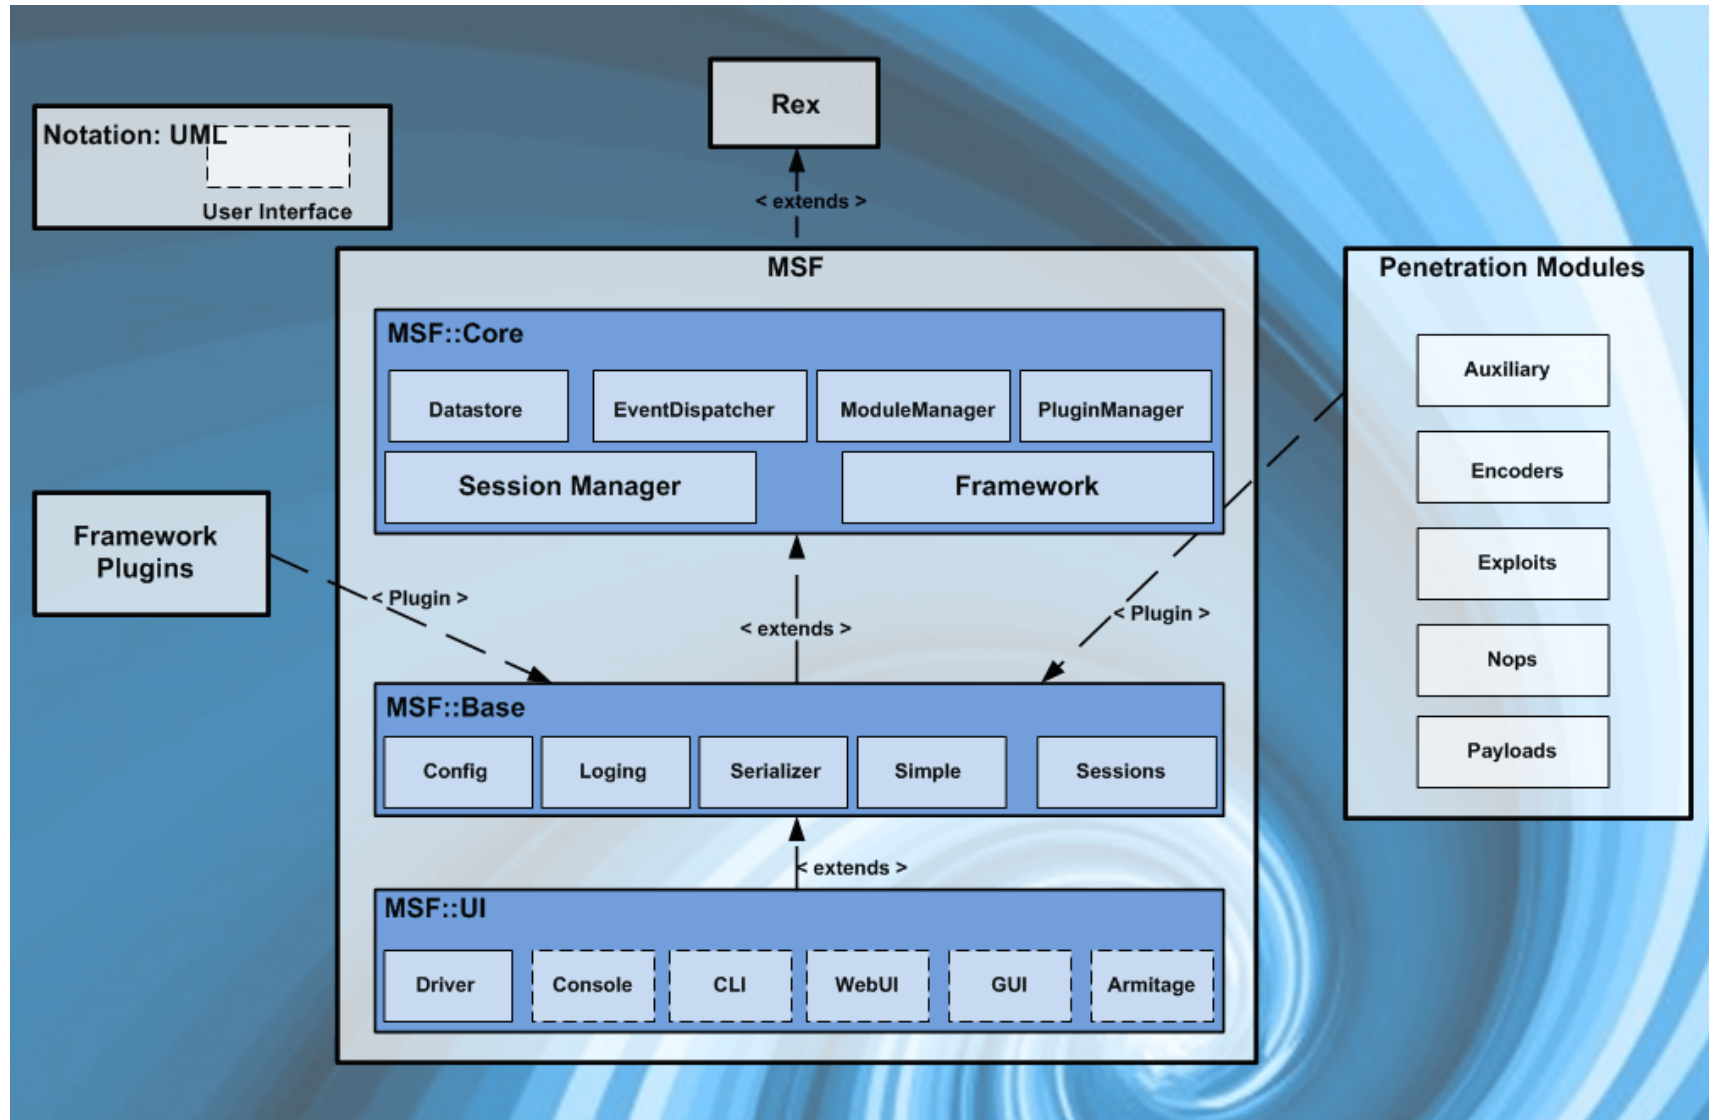 Rex
Notation: UML
User Interface
< extends >
MSF
Penetration Modules
MSF::Core
Datastore
EventDispatcher
ModuleManager
PluginManager
Session Manager
Framework
Auxiliary
Encoders
Exploits
Nops
Payloads
Framework
Plugins
< Plugin >
< extends >
< Plugin >
MSF::Base
Config
Loging
Serializer
Simple
Sessions
< extends >
MSF::UI
Driver
Console
CLI
WebUI
GUI
Armitage